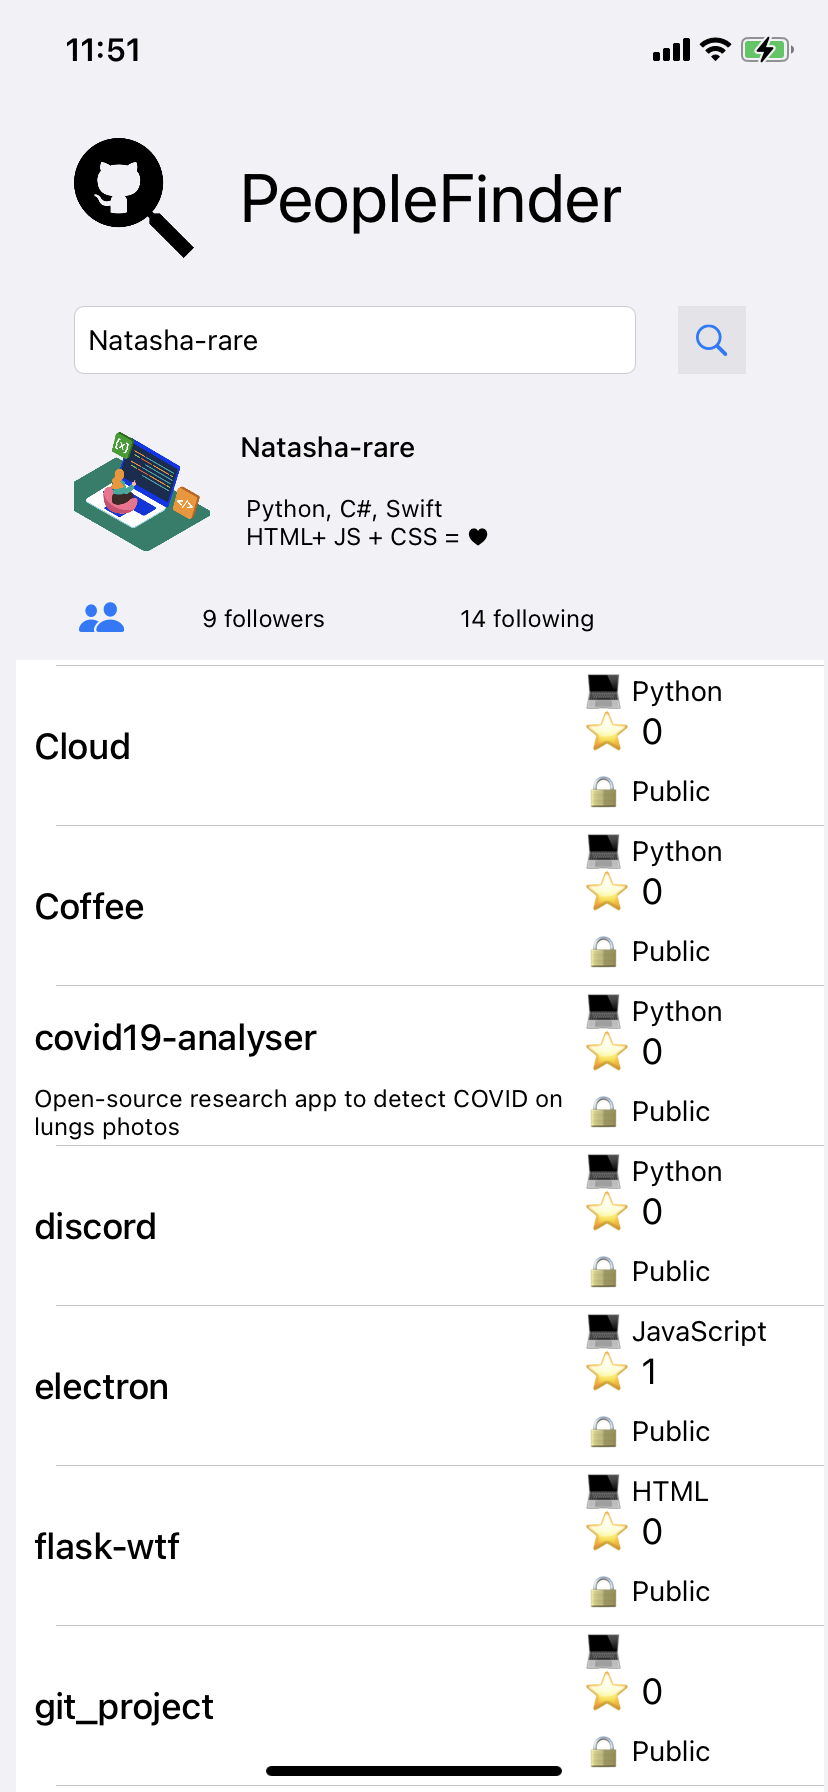 11:51
PeopleFinder
Natasha-rare
Natasha-rare
Python, C#, Swift
HTML+ JS + CSS = 🖤
9 followers
14 following
Python
Cloud
0
Public
Python
Coffee
0
Public
Python
covid19-analyser
0
Open-source research app to detect COVID on
lungs photos
Public
Python
discord
0
Public
JavaScript
electron
1
Public
HTML
flask-wtf
0
Public
git_project
0
Public